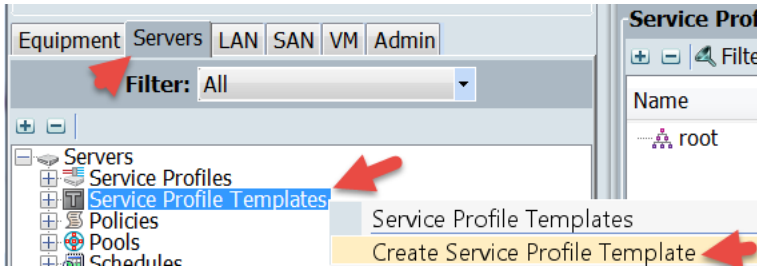 Service Prof
Equipment Servers LAN SAN VM Admin
Filter: All
Filte
Name
root
Servers
Service Profiles
Service Profile Templates
Policies
Pools
Schedules
Service Profile Templates
Create Service Profile Template